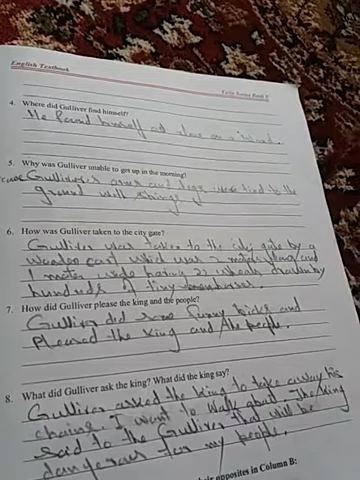 English Textbook
4. Where did Gulliver find himself?
He found himself at alone on island.
5. Why was Gulliver unable to get up in the morning?
Gulliver's arms and legs were tied to the
ground with strings
6. How was Gulliver taken to the city gate?
Gulliver was taken to the city gate by a
wooden cart which was 2 meters long and
1 meter wide having 22 wheels drawn by
hundreds of tiny
7. How did Gulliver please the king and the people?
Gulliver did some funny tricks and
pleased the king and the people.
8. What did Gulliver ask the king? What did the king say?
Gulliver asked the king to take away his
chains. I want to walk The king
said to the Gulliver that will be
dangerous for my people.
opposites in Column B: